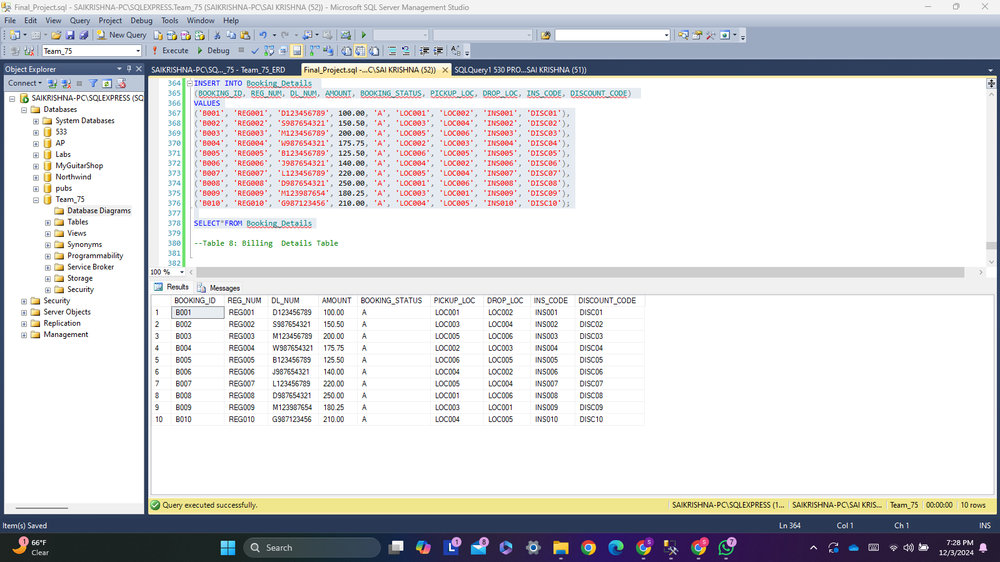 Final_Project.sql - SAIKRISHNA-PC\SQLEXPRESS.Team_75 (SAIKRISHNA-PC\SAI KRISHNA (52)) - Microsoft SQL Server Management Studio
File Edit View Query Project Debug Tools Window Help
New Query
Team_75 Execute Debug
Object Explorer
Connect
SAIKRISHNA-PC\SQLEXPRESS (SQ
Databases
System Databases
533
AP
Labs
MyGuitarShop
Northwind
pubs
Team_75
Database Diagrams
Tables
Views
Synonyms
Programmability
Service Broker
Storage
Security
Security
Server Objects
Replication
Management
SAIKRISHNA-PC\SQ..._75 - Team_75_ERD Final_Project.sql -...C\SAI KRISHNA (52)) SQLQuery1 530 PRO...SAI KRISHNA (51))
364 INSERT INTO Booking_Details
365 (BOOKING_ID, REG_NUM, DL_NUM, AMOUNT, BOOKING_STATUS, PICKUP_LOC, DROP_LOC, INS_CODE, DISCOUNT_CODE)
366 VALUES
367 ('B001', 'REG001', 'D123456789', 100.00, 'A', 'LOC001', 'LOC002', 'INS001', 'DISC01'),
368 ('B002', 'REG002', 'S987654321', 150.50, 'A', 'LOC003', 'LOC004', 'INS002', 'DISC02'),
369 ('B003', 'REG003', 'M123456789', 200.00, 'A', 'LOC005', 'LOC006', 'INS003', 'DISC03'),
370 ('B004', 'REG004', 'W987654321', 175.75, 'A', 'LOC002', 'LOC003', 'INS004', 'DISC04'),
371 ('B005', 'REG005', 'B123456789', 125.50, 'A', 'LOC006', 'LOC005', 'INS005', 'DISC05'),
372 ('B006', 'REG006', 'J987654321', 140.00, 'A', 'LOC004', 'LOC002', 'INS006', 'DISC06'),
373 ('B007', 'REG007', 'L123456789', 220.00, 'A', 'LOC005', 'LOC004', 'INS007', 'DISC07'),
374 ('B008', 'REG008', 'D987654321', 250.00, 'A', 'LOC001', 'LOC006', 'INS008', 'DISC08'),
375 ('B009', 'REG009', 'M123987654', 180.25, 'A', 'LOC003', 'LOC001', 'INS009', 'DISC09'),
376 ('B010', 'REG010', 'G987123456', 210.00, 'A', 'LOC004', 'LOC005', 'INS010', 'DISC10');
377
378 SELECT*FROM Booking_Details
379
380 --Table 8: Billing  Details Table
381
382
100 %
Results Messages
BOOKING_ID REG_NUM DL_NUM AMOUNT BOOKING_STATUS PICKUP_LOC DROP_LOC INS_CODE DISCOUNT_CODE
1 B001 REG001 D123456789 100.00 A LOC001 LOC002 INS001 DISC01
2 B002 REG002 S987654321 150.50 A LOC003 LOC004 INS002 DISC02
3 B003 REG003 M123456789 200.00 A LOC005 LOC006 INS003 DISC03
4 B004 REG004 W987654321 175.75 A LOC002 LOC003 INS004 DISC04
5 B005 REG005 B123456789 125.50 A LOC006 LOC005 INS005 DISC05
6 B006 REG006 J987654321 140.00 A LOC004 LOC002 INS006 DISC06
7 B007 REG007 L123456789 220.00 A LOC005 LOC004 INS007 DISC07
8 B008 REG008 D987654321 250.00 A LOC001 LOC006 INS008 DISC08
9 B009 REG009 M123987654 180.25 A LOC003 LOC001 INS009 DISC09
10 B010 REG010 G987123456 210.00 A LOC004 LOC005 INS010 DISC10
Query executed successfully. SAIKRISHNA-PC\SQLEXPRESS (1... SAIKRISHNA-PC\SAI KRIS... Team_75 00:00:00 10 rows
Item(s) Saved Ln 364 Col 1 Ch 1 INS
1 66°F
Clear
Search
1 8 S S 7
7:28 PM
12/3/2024